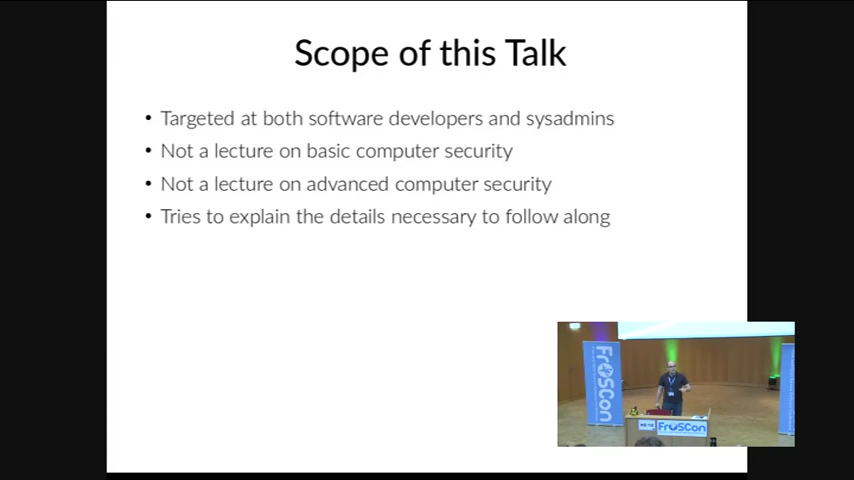 Scope of this Talk
• Targeted at both software developers and sysadmins
• Not a lecture on basic computer security
• Not a lecture on advanced computer security
• Tries to explain the details necessary to follow along
FrOSCon
FrOSCon